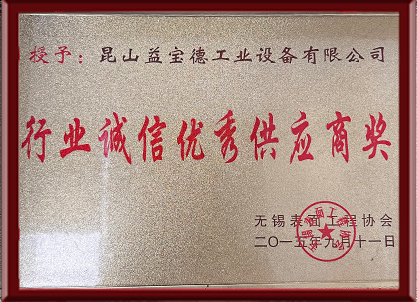 授予：昆山益宝德工业设备有限公司
行业诚信优秀供应商奖
无锡表面工程协会
二〇一五年九月十一日